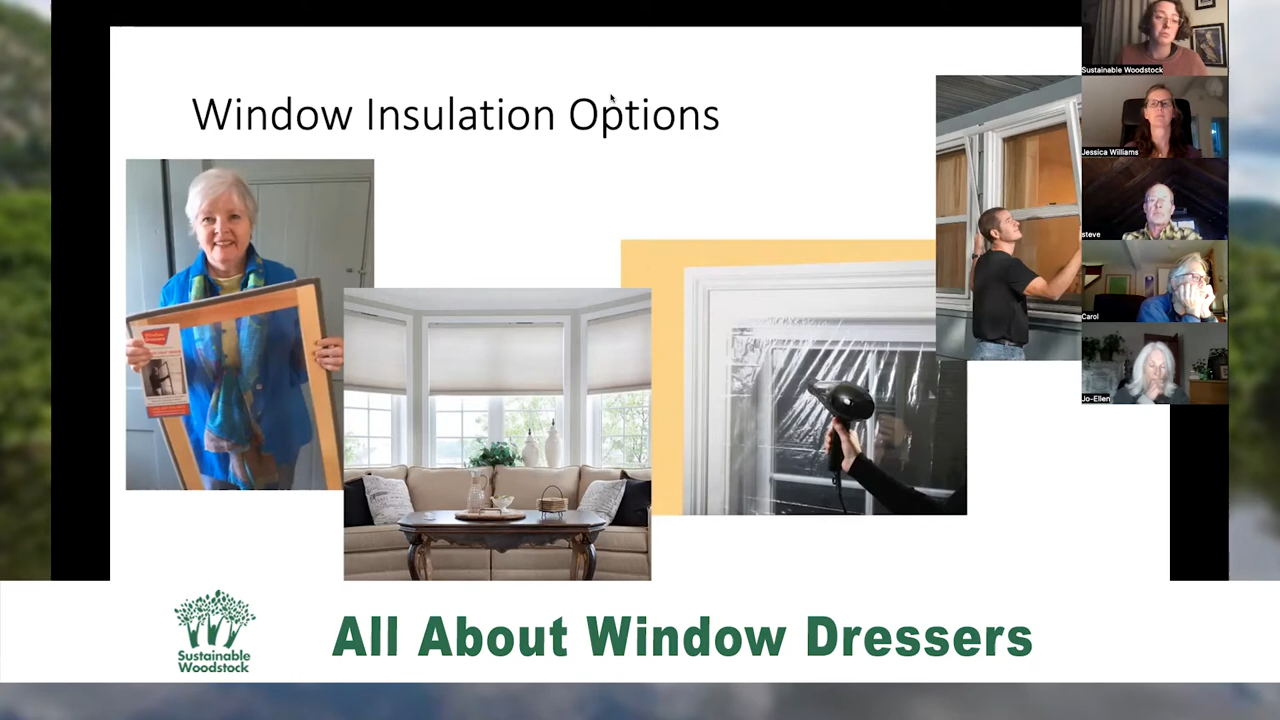 Window Insulation Options
Sustainable Woodstock
Jessica Williams
steve
Carol
Jo-Ellen
Sustainable
Woodstock
All About Window Dressers